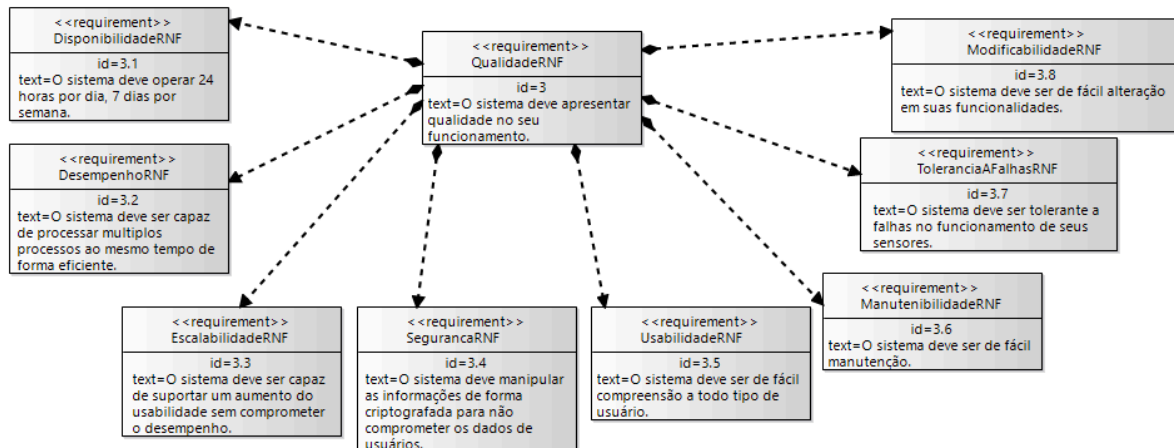 <<requirement>>
DisponibilidadeRNF
id=3.1
text=O sistema deve operar 24
horas por dia, 7 dias por
semana.
<<requirement>>
QualidadeRNF
id=3
text=O sistema deve apresentar
qualidade no seu
funcionamento.
<<requirement>>
ModificabilidadeRNF
id=3.8
text=O sistema deve ser de fácil alteração
em suas funcionalidades.
<<requirement>>
DesempenhoRNF
id=3.2
text=O sistema deve ser capaz
de processar multiplos
processos ao mesmo tempo de
forma eficiente.
<<requirement>>
ToleranciaAFalhasRNF
id=3.7
text=O sistema deve ser tolerante a
falhas no funcionamento de seus
sensores.
<<requirement>>
EscalabilidadeRNF
id=3.3
text=O sistema deve ser capaz
de suportar um aumento do
usabilidade sem comprometer
o desempenho.
<<requirement>>
SegurancaRNF
id=3.4
text=O sistema deve manipular
as informações de forma
criptografada para não
comprometer os dados de
usuários.
<<requirement>>
UsabilidadeRNF
id=3.5
text=O sistema deve ser de fácil
compreensão a todo tipo de
usuário.
<<requirement>>
ManutenibilidadeRNF
id=3.6
text=O sistema deve ser de fácil
manutenção.